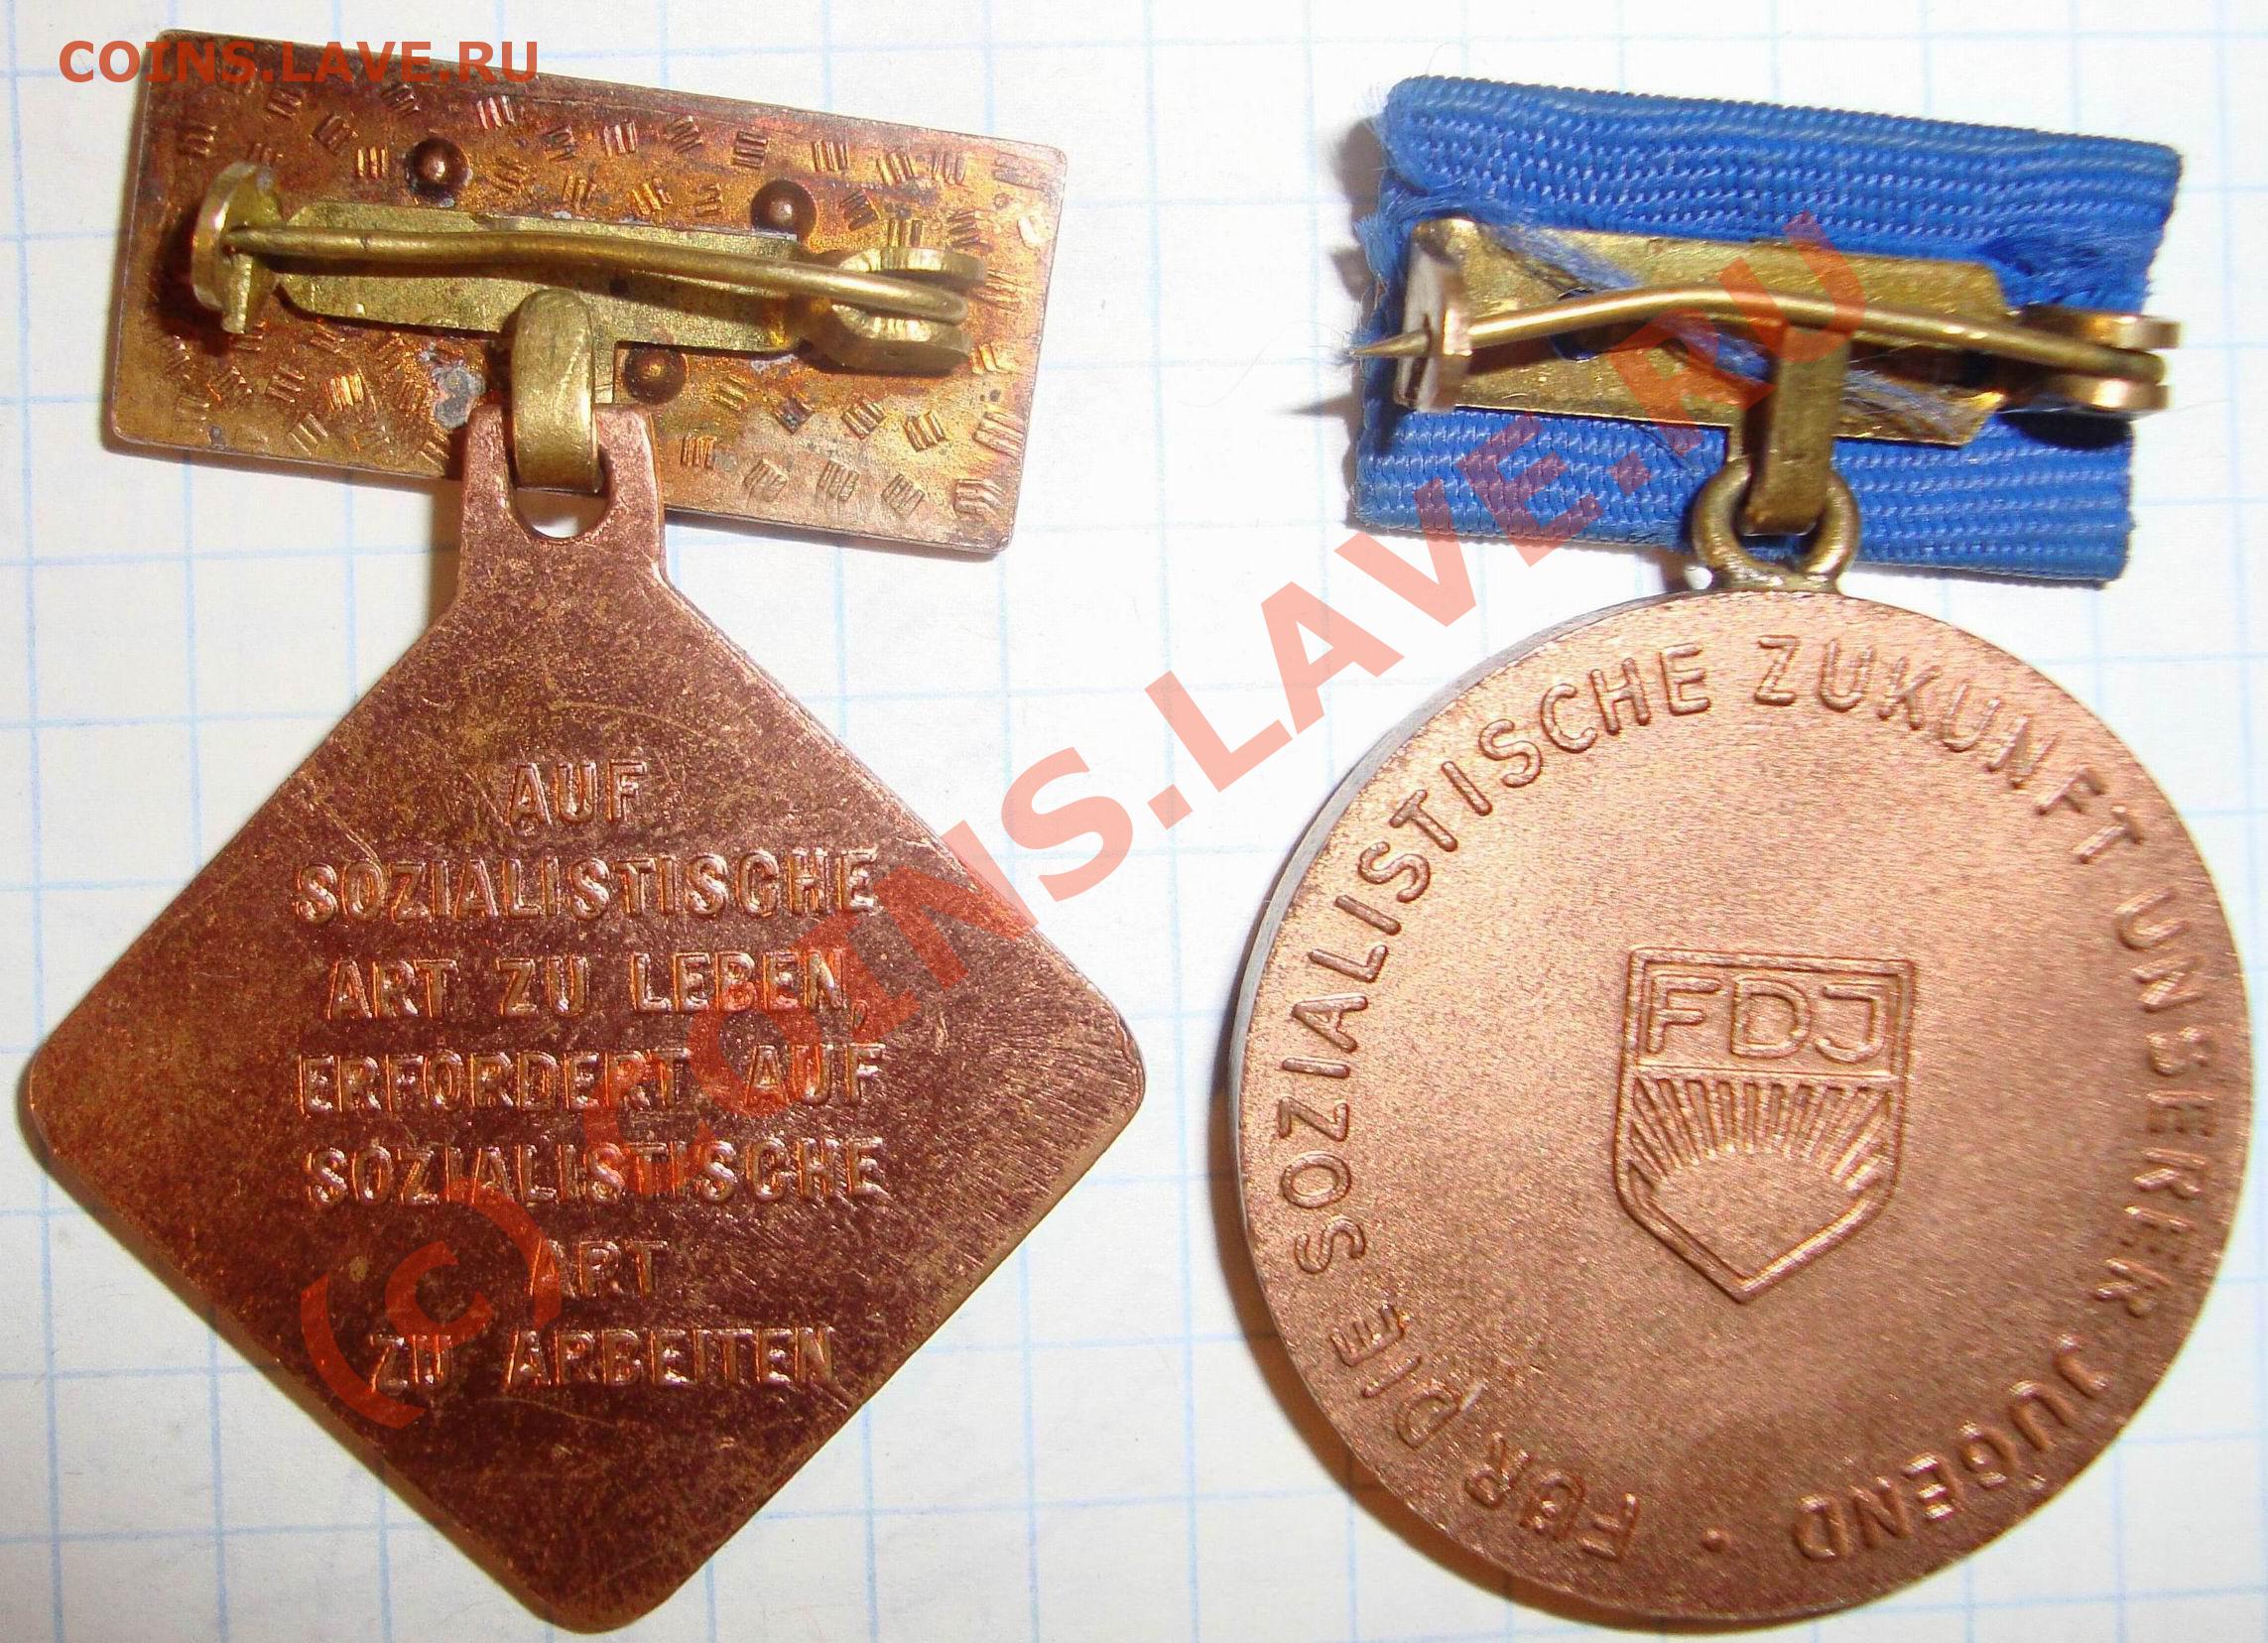 COINS.LAVE.RU
AUF
SOZIALISTISCHE
ART ZU LEBEN,
ERFORDERT AUF
SOZIALISTISCHE
ART
ZU ARBEITEN
FÜR DIE SOZIALISTISCHE ZUKUNFT UNSERER JUGEND ·
FDJ
(c) COINS.LAVE.RU